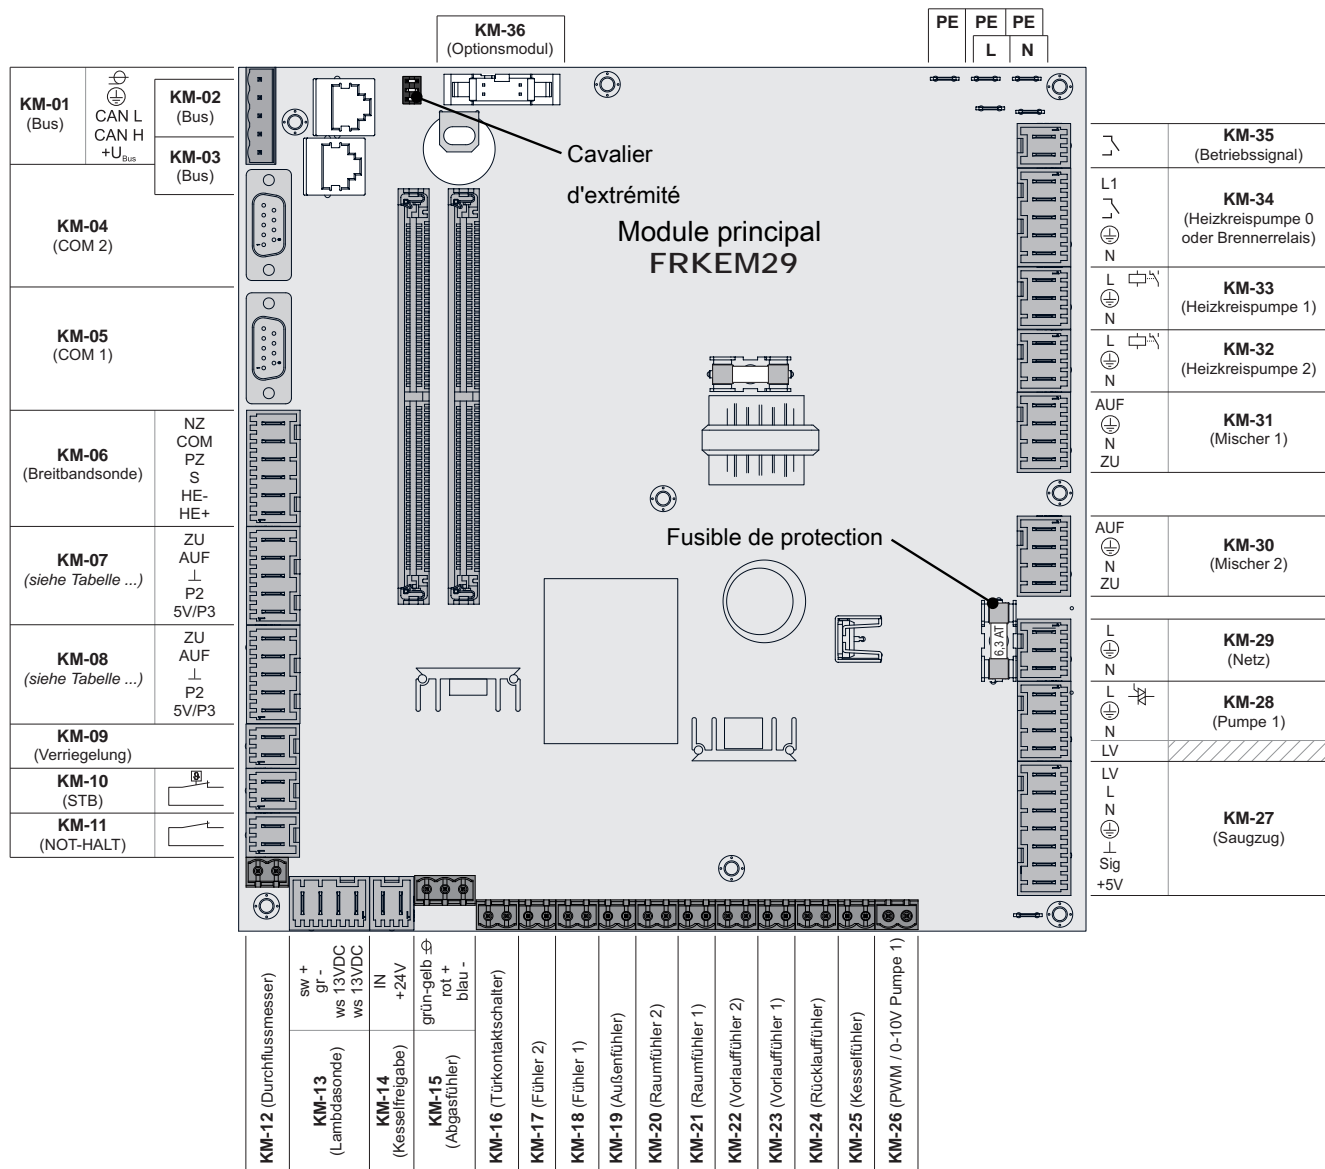 KM-36
(Optionsmodul)
PE PE PE
L N
KM-01
(Bus)
CAN L
CAN H
+U Bus
KM-02
(Bus)
KM-03
(Bus)
KM-04
(COM 2)
KM-05
(COM 1)
KM-06
(Breitbandsonde)
NZ
COM
PZ
S
HE-
HE+
KM-07
(siehe Tabelle ...)
ZU
AUF
⊥
P2
5V/P3
KM-08
(siehe Tabelle ...)
ZU
AUF
⊥
P2
5V/P3
KM-09
(Verriegelung)
KM-10
(STB)
KM-11
(NOT-HALT)
Cavalier
d'extrémité
Module principal
FRKEM29
Fusible de protection
6,3 AT
KM-35
(Betriebssignal)
L1
N
KM-34
(Heizkreispumpe 0
oder Brennerrelais)
L
N
KM-33
(Heizkreispumpe 1)
L
N
KM-32
(Heizkreispumpe 2)
AUF
N
ZU
KM-31
(Mischer 1)
AUF
N
ZU
KM-30
(Mischer 2)
L
N
KM-29
(Netz)
L
N
LV
KM-28
(Pumpe 1)
LV
L
N
⊥
Sig
+5V
KM-27
(Saugzug)
KM-12 (Durchflussmesser)
sw +
gr -
ws 13VDC
ws 13VDC
KM-13
(Lambdasonde)
IN
+24V
KM-14
(Kesselfreigabe)
grün-gelb
rot +
blau -
KM-15
(Abgasfühler)
KM-16 (Türkontaktschalter)
KM-17 (Fühler 2)
KM-18 (Fühler 1)
KM-19 (Außenfühler)
KM-20 (Raumfühler 2)
KM-21 (Raumfühler 1)
KM-22 (Vorlauffühler 2)
KM-23 (Vorlauffühler 1)
KM-24 (Rücklauffühler)
KM-25 (Kesselfühler)
KM-26 (PWM / 0-10V Pumpe 1)